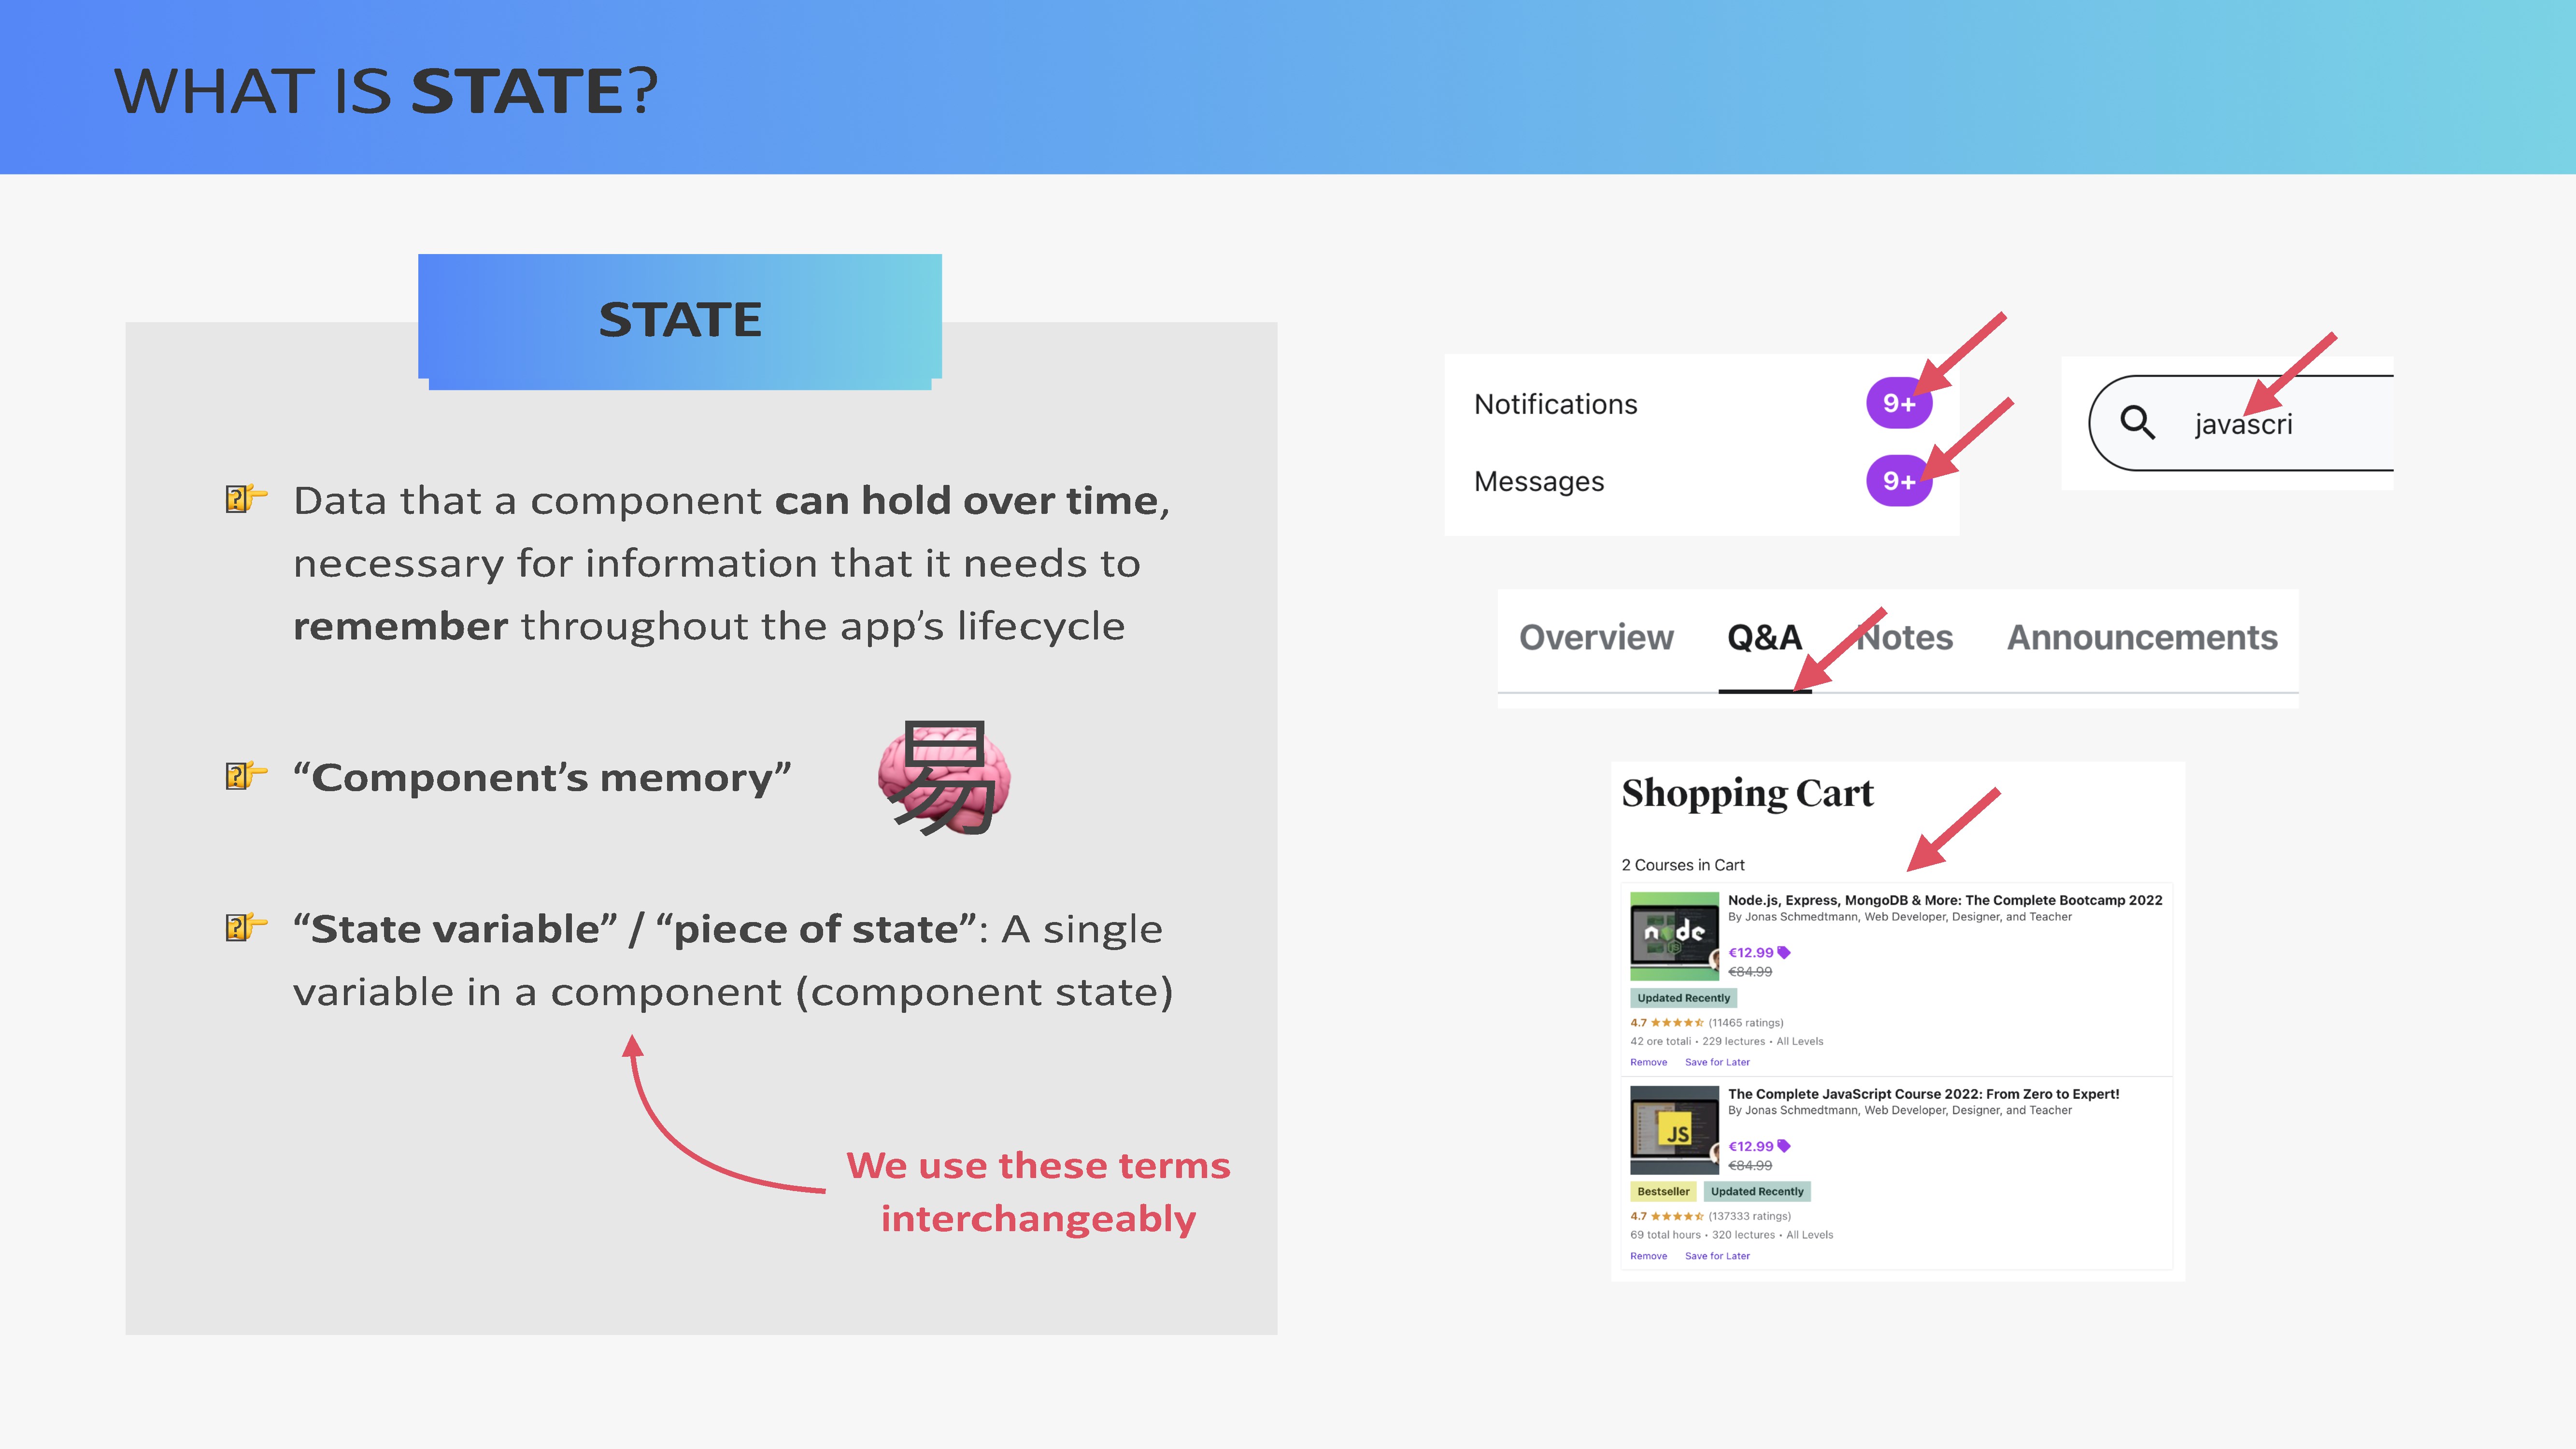 WHAT IS STATE?
STATE
Data that a component can hold over time,
necessary for information that it needs to
remember throughout the app’s lifecycle
“Component’s memory”
易
“State variable” / “piece of state”: A single
variable in a component (component state)
We use these terms
interchangeably
Notifications 9+
Messages 9+
javascri
Overview Q&A Notes Announcements
Shopping Cart
2 Courses in Cart
node
JS
Node.js, Express, MongoDB & More: The Complete Bootcamp 2022
By Jonas Schmedtmann, Web Developer, Designer, and Teacher
€12.99
€84.99
Updated Recently
4.7 ★★★★⯪ (11465 ratings)
42 ore totali • 229 lectures • All Levels
Remove Save for Later
JS
The Complete JavaScript Course 2022: From Zero to Expert!
By Jonas Schmedtmann, Web Developer, Designer, and Teacher
€12.99
€84.99
Bestseller Updated Recently
4.7 ★★★★⯪ (137333 ratings)
69 total hours • 320 lectures • All Levels
Remove Save for Later